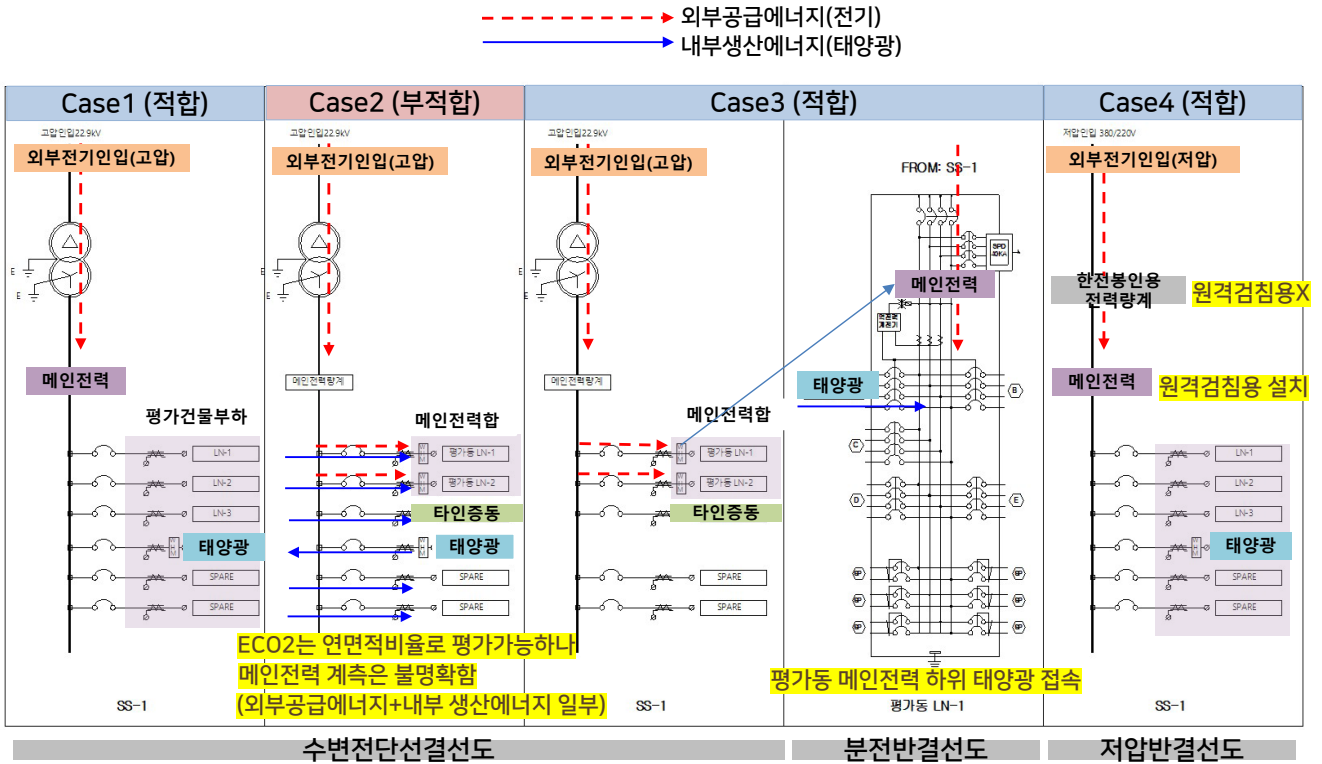 외부공급에너지(전기)
내부생산에너지(태양광)
Case1 (적합)
고압인입22.9kV
외부전기인입(고압)
E
E
메인전력
평가건물부하
LN-1
LN-2
LN-3
태양광
SPARE
SPARE
SS-1
Case2 (부적합)
고압인입22.9kV
외부전기인입(고압)
E
E
메인전력량계
메인전력합
평가동 LN-1
평가동 LN-2
타인증동
태양광
SPARE
SPARE
ECO2는 연면적비율로 평가가능하나
메인전력 계측은 불명확함
(외부공급에너지+내부 생산에너지 일부)
Case3 (적합)
고압인입22.9kV
외부전기인입(고압)
E
E
메인전력량계
메인전력합
WHM
평가동 LN-1
WHM
평가동 LN-2
타인증동
SPARE
SPARE
SS-1
FROM: SS-1
SPD
40KA
메인전력
태양광
B
C
D
E
SP
SP
SP
SP
SP
SP
평가동 메인전력 하위 태양광 접속
평가동 LN-1
Case4 (적합)
저압인입 380/220V
외부전기인입(저압)
한전봉인용
전력량계
원격검침용X
메인전력
원격검침용 설치
LN-1
LN-2
LN-3
태양광
SPARE
SPARE
SS-1
수변전단선결선도
분전반결선도
저압반결선도